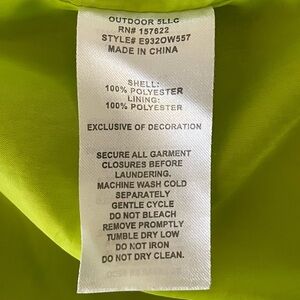 OUTDOOR 5LLC
RN# 157622
STYLE# E932OW557
MADE IN CHINA
SHELL:
100% POLYESTER
LINING:
100% POLYESTER
EXCLUSIVE OF DECORATION
SECURE ALL GARMENT
CLOSURES BEFORE
LAUNDERING.
MACHINE WASH COLD
SEPARATELY
GENTLE CYCLE
DO NOT BLEACH
REMOVE PROMPTLY
TUMBLE DRY LOW
DO NOT IRON
DO NOT DRY CLEAN.